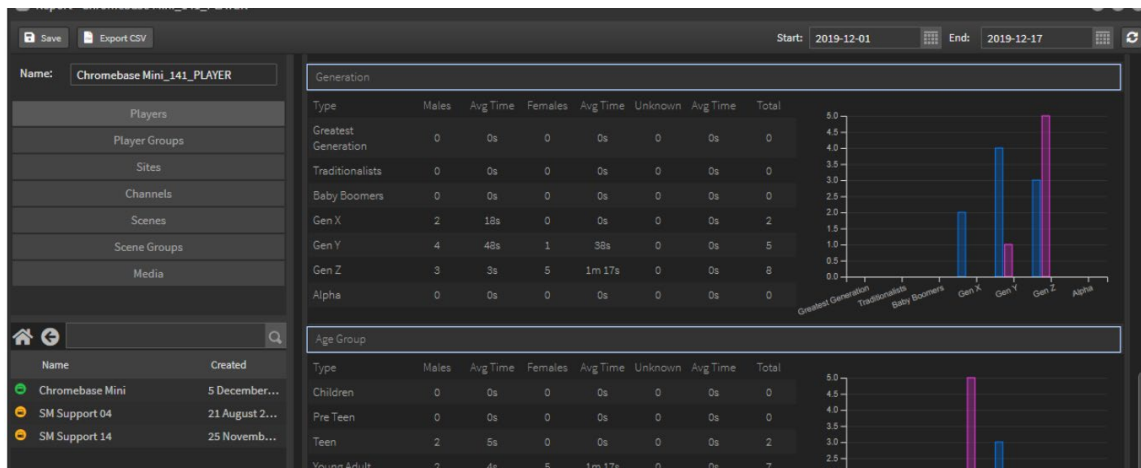 Save Export CSV Start: 2019-12-01 End: 2019-12-17
Name: Chromebase Mini_141_PLAYER
Players
Player Groups
Sites
Channels
Scenes
Scene Groups
Media
Name Created
Chromebase Mini 5 December...
SM Support 04 21 August 2...
SM Support 14 25 Novemb...
Generation
Type Males Avg Time Females Avg Time Unknown Avg Time Total
Greatest
Generation 0 0s 0 0s 0 0s 0
Traditionalists 0 0s 0 0s 0 0s 0
Baby Boomers 0 0s 0 0s 0 0s 0
Gen X 2 18s 0 0s 0 0s 2
Gen Y 4 48s 1 38s 0 0s 5
Gen Z 3 3s 5 1m 17s 0 0s 8
Alpha 0 0s 0 0s 0 0s 0
5.0
4.5
4.0
3.5
3.0
2.5
2.0
1.5
1.0
0.5
0.0
Greatest Generation Traditionalists Baby Boomers Gen X Gen Y Gen Z Alpha
Age Group
Type Males Avg Time Females Avg Time Unknown Avg Time Total
Children 0 0s 0 0s 0 0s 0
Pre Teen 0 0s 0 0s 0 0s 0
Teen 2 5s 0 0s 0 0s 2
Young Adult 2 4s 5 1m 17s 0 0s 7
5.0
4.5
4.0
3.5
3.0
2.5